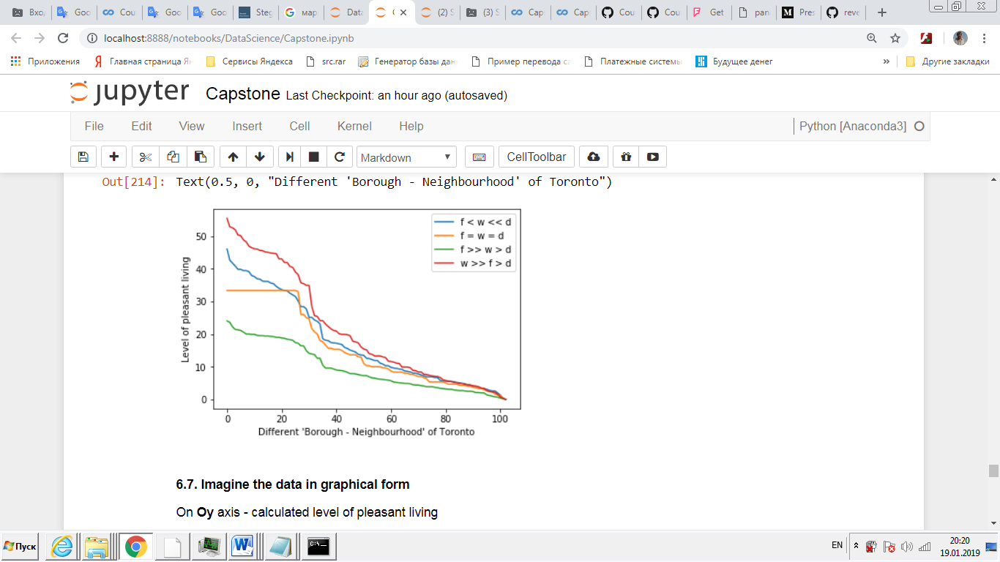 Вход Goo Cou Goo Goo Steg мар Data C (2) S (3) S Cap Cap Cou Cou Get pan Pres reve
localhost:8888/notebooks/DataScience/Capstone.ipynb
Приложения Главная страница Ян Сервисы Яндекса src.rar Генератор базы дан Пример перевода са Платежные системы Будущее денег » Другие закладки
jupyter Capstone Last Checkpoint: an hour ago (autosaved)
File Edit View Insert Cell Kernel Help Python [Anaconda3]
Markdown CellToolbar
Out[214]: Text(0.5, 0, "Different 'Borough - Neighbourhood' of Toronto")
f < w << d
f = w = d
f >> w > d
w >> f > d
Level of pleasant living
50
40
30
20
10
0
0 20 40 60 80 100
Different 'Borough - Neighbourhood' of Toronto
6.7. Imagine the data in graphical form
On Oy axis - calculated level of pleasant living
Пуск EN 20:20
19.01.2019